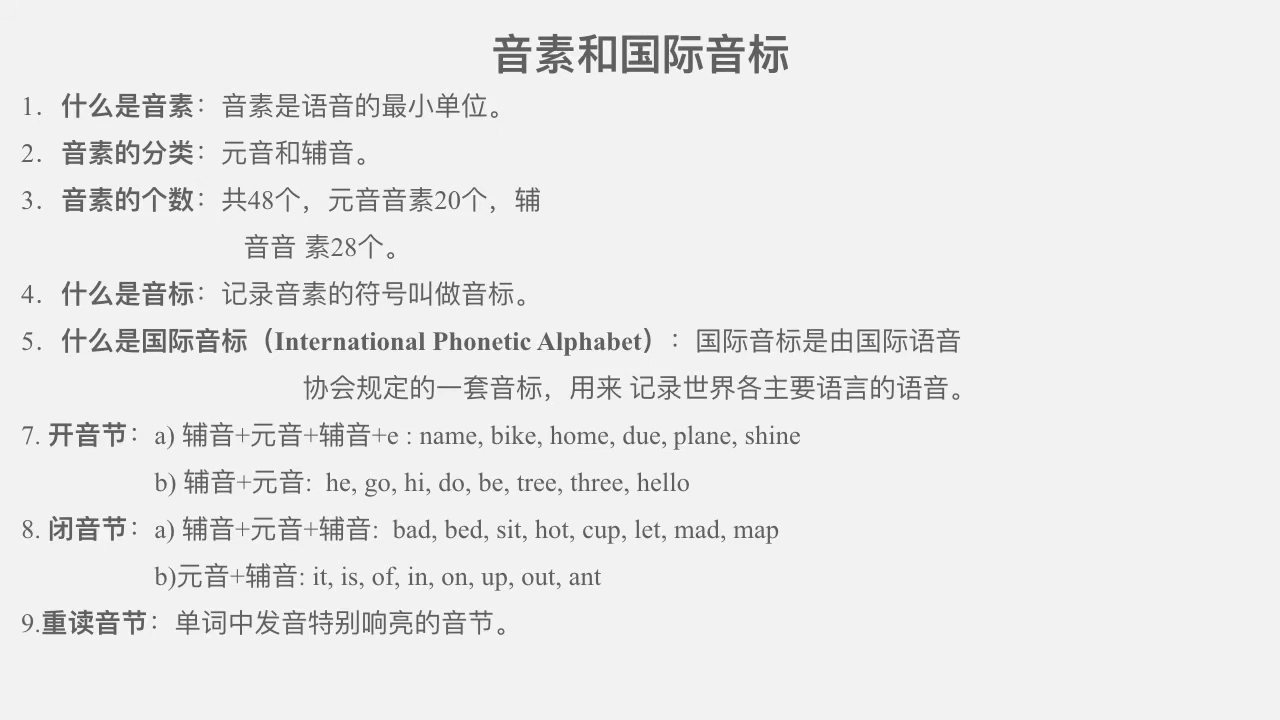 音素和国际音标
1. 什么是音素：音素是语音的最小单位。
2. 音素的分类：元音和辅音。
3. 音素的个数：共48个，元音音素20个，辅
音音 素28个。
4. 什么是音标：记录音素的符号叫做音标。
5. 什么是国际音标（International Phonetic Alphabet）：国际音标是由国际语音
协会规定的一套音标，用来 记录世界各主要语言的语音。
7. 开音节：a) 辅音+元音+辅音+e : name, bike, home, due, plane, shine
b) 辅音+元音: he, go, hi, do, be, tree, three, hello
8. 闭音节：a) 辅音+元音+辅音: bad, bed, sit, hot, cup, let, mad, map
b)元音+辅音: it, is, of, in, on, up, out, ant
9.重读音节：单词中发音特别响亮的音节。